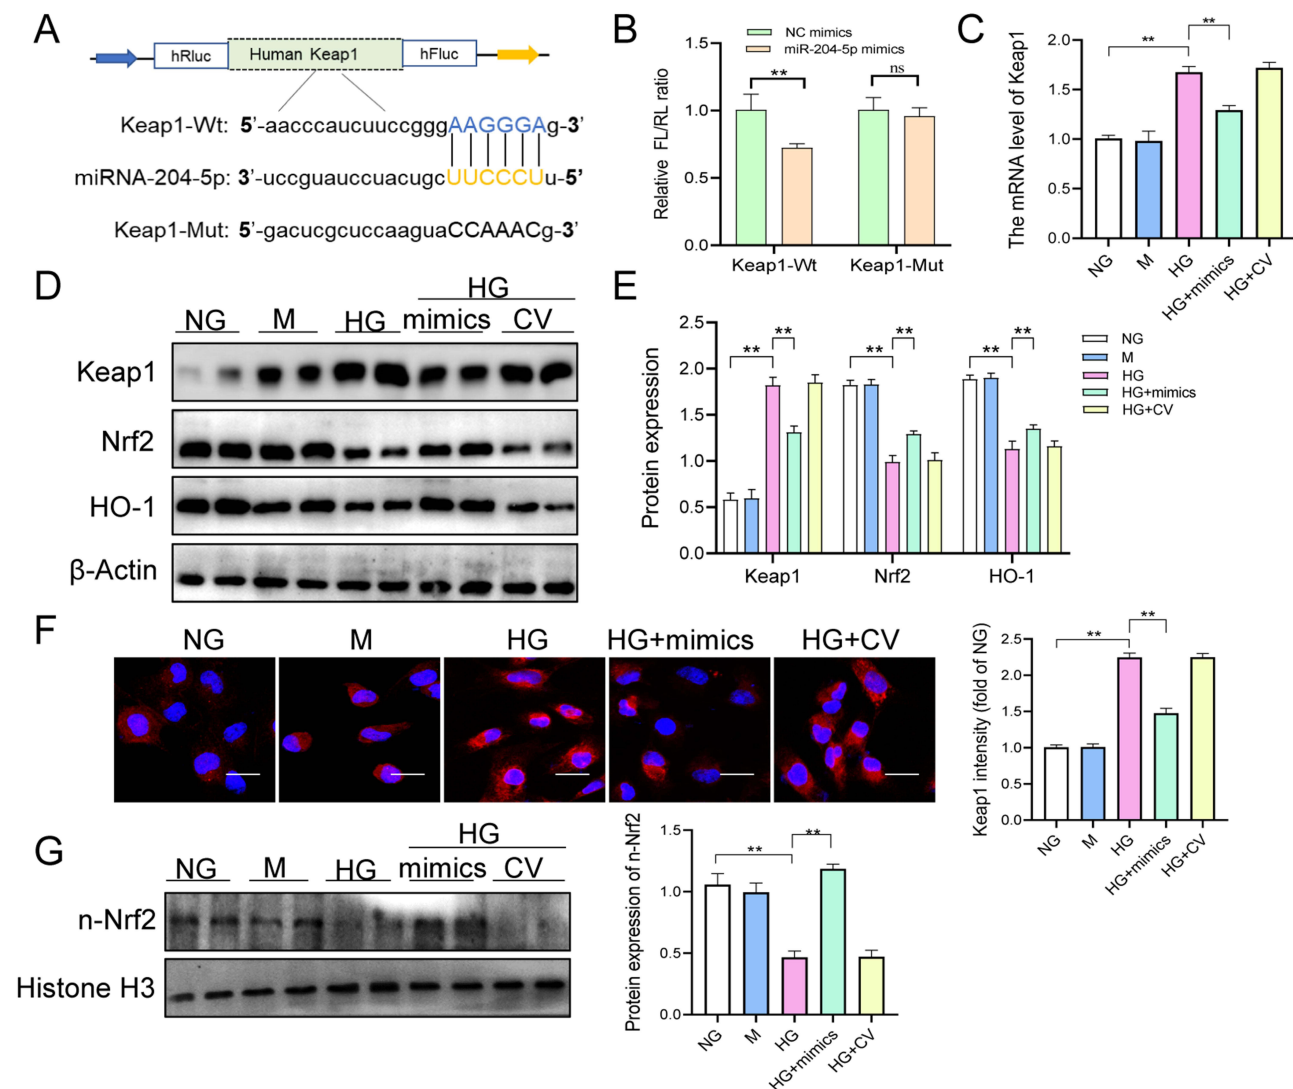 A
hRluc Human Keap1 hFluc
Keap1-Wt: 5'-aacccaucuuccgggAAGGGAg-3'
miRNA-204-5p: 3'-uccguauccuacugcUUCCCUu-5'
Keap1-Mut: 5'-gacucgcuccaaguaCCAAACg-3'
B
NC mimics
miR-204-5p mimics
Relative FL/RL ratio
1.5
1.0
0.5
0.0
**
ns
Keap1-Wt Keap1-Mut
C
The mRNA level of Keap1
2.0
1.5
1.0
0.5
0.0
**
**
NG M HG HG+mimics HG+CV
D
HG
NG M HG mimics CV
Keap1
Nrf2
HO-1
β-Actin
E
Protein expression
2.5
2.0
1.5
1.0
0.5
0.0
** **
** **
** **
Keap1 Nrf2 HO-1
NG
M
HG
HG+mimics
HG+CV
F
NG M HG HG+mimics HG+CV
Keap1 intensity (fold of NG)
2.5
2.0
1.5
1.0
0.5
0.0
**
**
NG M HG HG+mimics HG+CV
G
HG
NG M HG mimics CV
n-Nrf2
Histone H3
Protein expression of n-Nrf2
1.5
1.0
0.5
0.0
**
**
NG M HG HG+mimics HG+CV